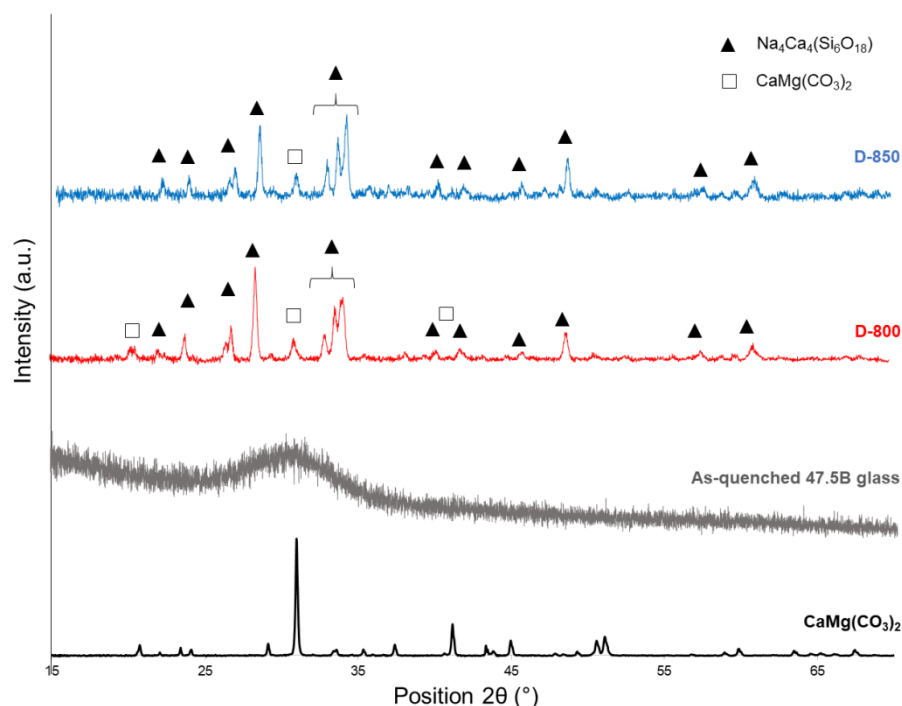 ▲ Na₄Ca₄(Si₆O₁₈)
□ CaMg(CO₃)₂
D-850
D-800
As-quenched 47.5B glass
CaMg(CO₃)₂
Intensity (a.u.)
15 25 35 45 55 65
Position 2θ (°)